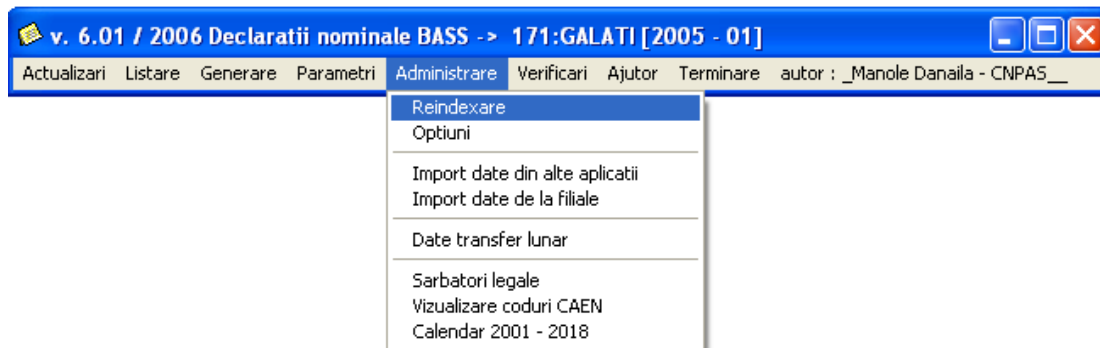 v. 6.01 / 2006 Declaratii nominale BASS -> 171:GALATI [2005 - 01]
Actualizari Listare Generare Parametri Administrare Verificari Ajutor Terminare autor : _Manole Danaila - CNPAS__
Reindexare
Optiuni
Import date din alte aplicatii
Import date de la filiale
Date transfer lunar
Sarbatori legale
Vizualizare coduri CAEN
Calendar 2001 - 2018